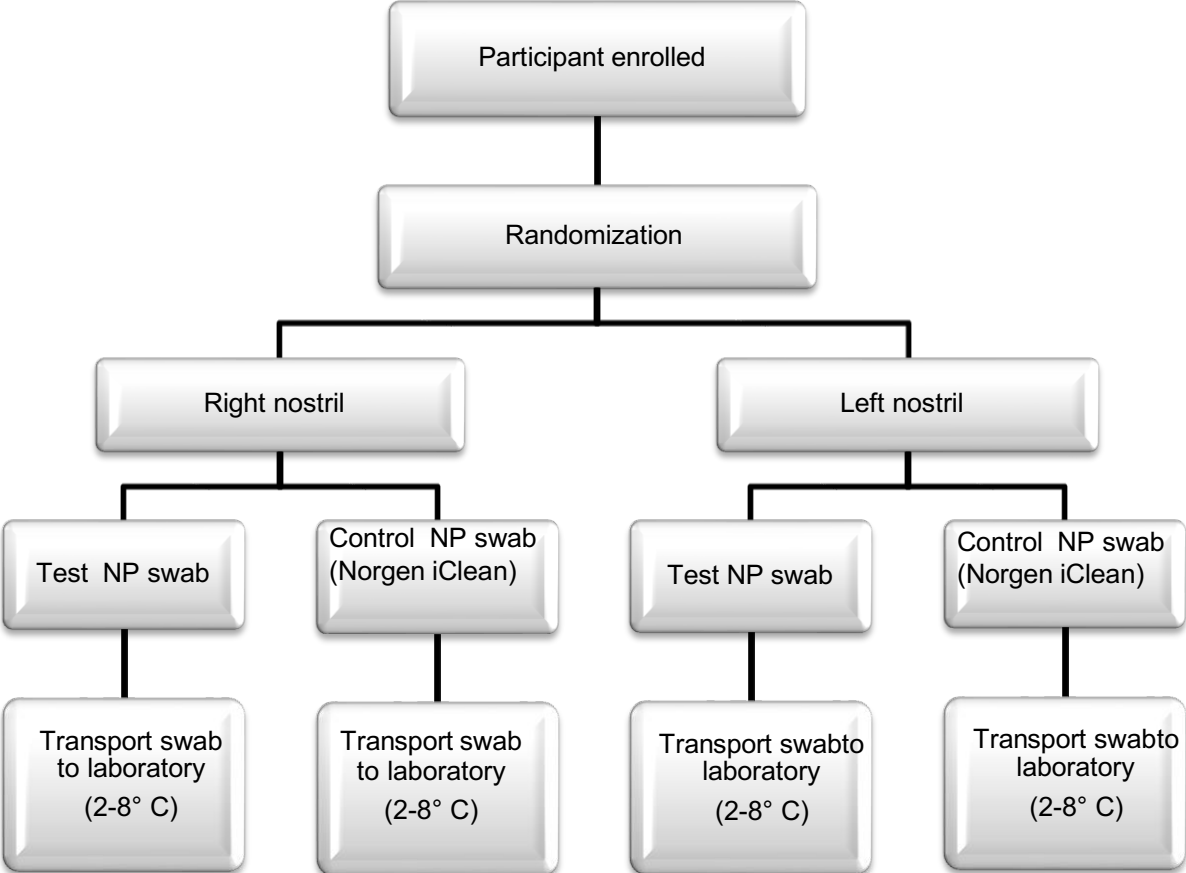 Participant enrolled
Randomization
Right nostril
Left nostril
Test NP swab
Control NP swab
(Norgen iClean)
Test NP swab
Control NP swab
(Norgen iClean)
Transport swab
to laboratory
(2-8° C)
Transport swab
to laboratory
(2-8° C)
Transport swabto
laboratory
(2-8° C)
Transport swabto
laboratory
(2-8° C)